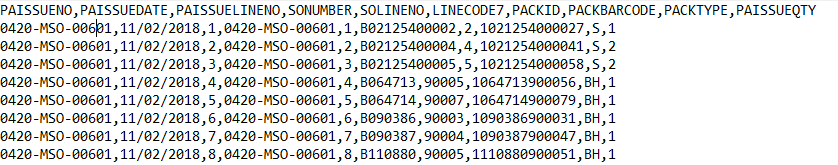 PAISSUENO,PAISSUEDATE,PAISSUELINENO,SONUMBER,SOLINENO,LINECODE7,PACKID,PACKBARCODE,PACKTYPE,PAISSUEQTY
0420-MSO-00601,11/02/2018,1,0420-MSO-00601,1,B02125400002,2,1021254000027,S,1
0420-MSO-00601,11/02/2018,2,0420-MSO-00601,2,B02125400004,4,1021254000041,S,2
0420-MSO-00601,11/02/2018,3,0420-MSO-00601,3,B02125400005,5,1021254000058,S,2
0420-MSO-00601,11/02/2018,4,0420-MSO-00601,4,B064713,90005,1064713900056,BH,1
0420-MSO-00601,11/02/2018,5,0420-MSO-00601,5,B064714,90007,1064714900079,BH,1
0420-MSO-00601,11/02/2018,6,0420-MSO-00601,6,B090386,90003,1090386900031,BH,1
0420-MSO-00601,11/02/2018,7,0420-MSO-00601,7,B090387,90004,1090387900047,BH,1
0420-MSO-00601,11/02/2018,8,0420-MSO-00601,8,B110880,90005,1110880900051,BH,1